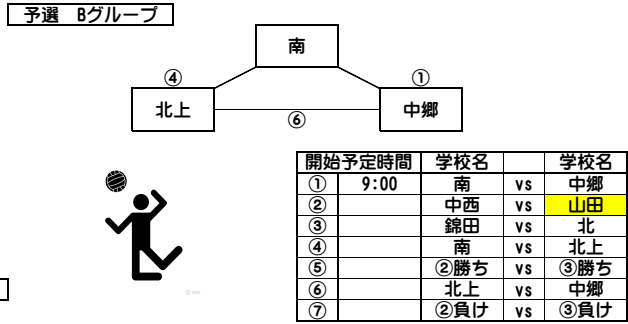 予選　Bグループ
南
④
①
北上
中郷
⑥
開始予定時間 学校名 学校名
① 9:00 南 vs 中郷
② 中西 vs 山田
③ 錦田 vs 北
④ 南 vs 北上
⑤ ②勝ち vs ③勝ち
⑥ 北上 vs 中郷
⑦ ②負け vs ③負け